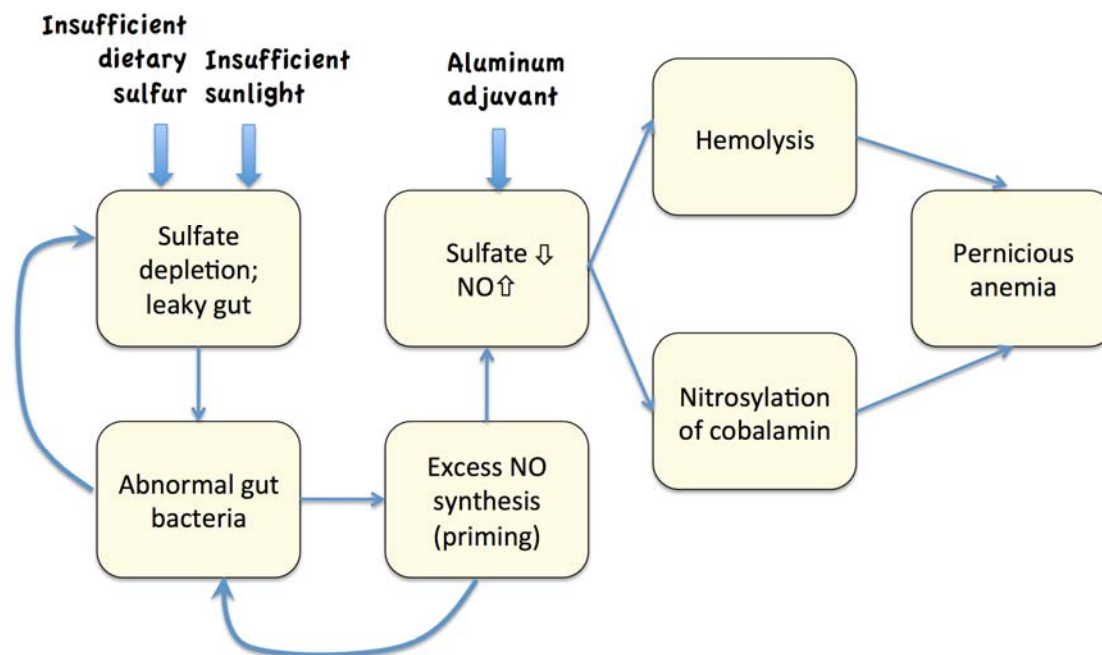 Insufficient
dietary
sulfur
Insufficient
sunlight
Aluminum
adjuvant
Sulfate
depletion;
leaky gut
Sulfate ⇩
NO⇧
Hemolysis
Pernicious
anemia
Nitrosylation
of cobalamin
Abnormal gut
bacteria
Excess NO
synthesis
(priming)